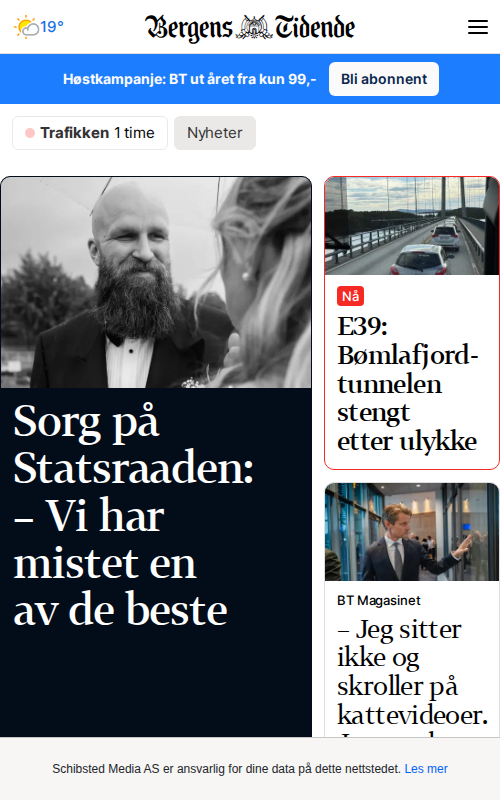 19°
Bergens Tidende
Høstkampanje: BT ut året fra kun 99,-
Bli abonnent
Trafikken 1 time
Nyheter
Sorg på
Statsraaden:
– Vi har
mistet en
av de beste
Nå
E39:
Bømlafjord-
tunnelen
stengt
etter ulykke
BT Magasinet
– Jeg sitter
ikke og
skroller på
kattevideoer.
Schibsted Media AS er ansvarlig for dine data på dette nettstedet. Les mer